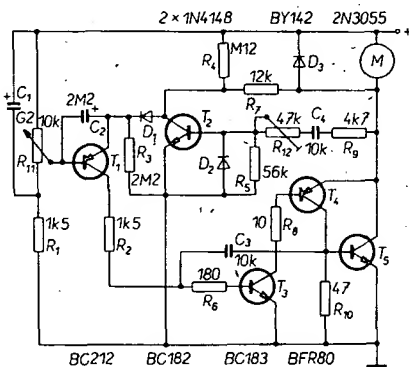 2 × 1N4148 BY142 2N3055
M12
R4
D3
M
+
C1
G2
10k
2M2
C2
D1
T2
12k
R7
47k
C4
4k7
R12
10k
R9
R11
T1
R3
2M2
D2
R5
56k
T4
1k5
R1
1k5
R2
10
R8
C3
10k
T5
180
R6
T3
47
R10
BC212 BC182 BC183 BFR80